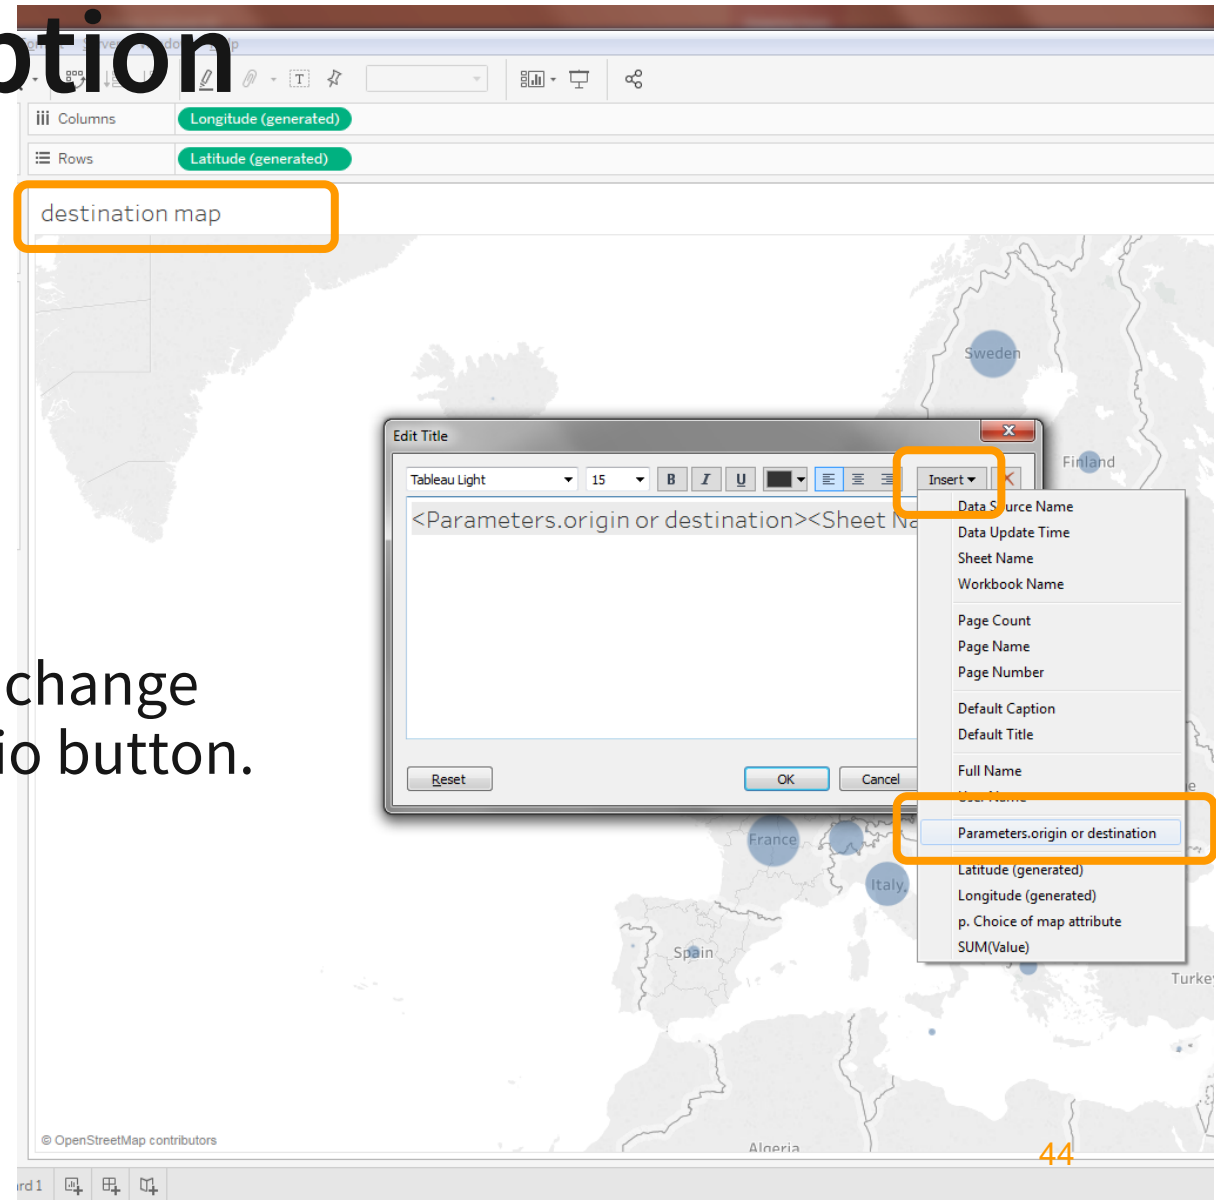 ption
Columns Longitude (generated)
Rows Latitude (generated)
destination map
Sweden
Finland
Edit Title
Tableau Light 15 B I U Insert
<Parameters.origin or destination><Sheet Na
Data Source Name
Data Update Time
Sheet Name
Workbook Name
Page Count
Page Name
Page Number
Default Caption
Default Title
Full Name
User Name
Parameters.origin or destination
Latitude (generated)
Longitude (generated)
p. Choice of map attribute
SUM(Value)
Reset OK Cancel
change
io button.
France
Italy
Spain
Turkey
Algeria
© OpenStreetMap contributors
44
rd 1